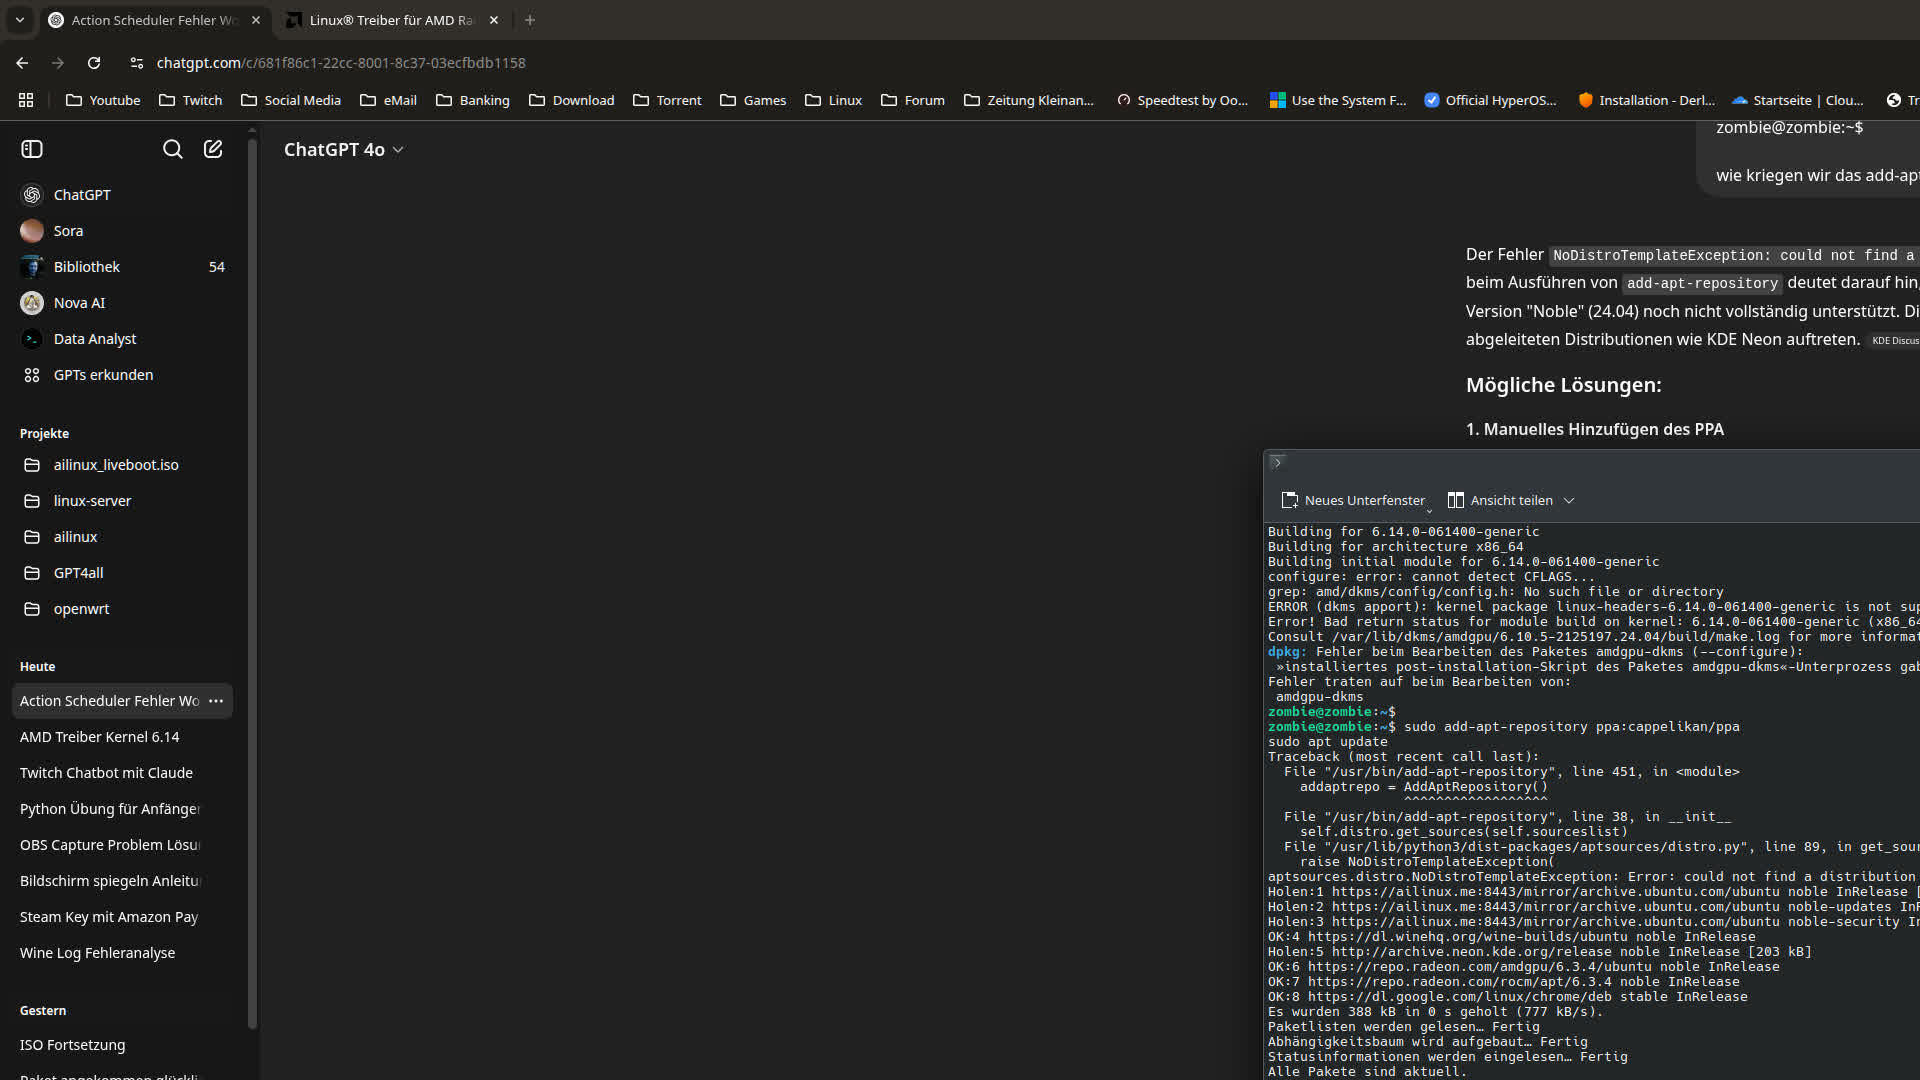 Action Scheduler Fehler Wo
Linux® Treiber für AMD Ra
chatgpt.com/c/681f86c1-22cc-8001-8c37-03ecfbdb1158
Youtube
Twitch
Social Media
eMail
Banking
Download
Torrent
Games
Linux
Forum
Zeitung Kleinan...
Speedtest by Oo...
Use the System F...
Official HyperOS...
Installation - Derl...
Startseite | Clou...
Tr
ChatGPT 4o
ChatGPT
Sora
Bibliothek 54
Nova AI
Data Analyst
GPTs erkunden
Projekte
ailinux_liveboot.iso
linux-server
ailinux
GPT4all
openwrt
Heute
Action Scheduler Fehler Wo
AMD Treiber Kernel 6.14
Twitch Chatbot mit Claude
Python Übung für Anfänger
OBS Capture Problem Lösu
Bildschirm spiegeln Anleitu
Steam Key mit Amazon Pay
Wine Log Fehleranalyse
Gestern
ISO Fortsetzung
Paket angekommen glückli
zombie@zombie:~$
wie kriegen wir das add-apt
Der Fehler NoDistroTemplateException: could not find a
beim Ausführen von add-apt-repository deutet darauf hin,
Version "Noble" (24.04) noch nicht vollständig unterstützt. Di
abgeleiteten Distributionen wie KDE Neon auftreten. KDE Discus
Mögliche Lösungen:
1. Manuelles Hinzufügen des PPA
Neues Unterfenster
Ansicht teilen
Building for 6.14.0-061400-generic
Building for architecture x86_64
Building initial module for 6.14.0-061400-generic
configure: error: cannot detect CFLAGS...
grep: amd/dkms/config/config.h: No such file or directory
ERROR (dkms apport): kernel package linux-headers-6.14.0-061400-generic is not sup
Error! Bad return status for module build on kernel: 6.14.0-061400-generic (x86_64
Consult /var/lib/dkms/amdgpu/6.10.5-2125197.24.04/build/make.log for more informat
dpkg: Fehler beim Bearbeiten des Paketes amdgpu-dkms (--configure):
»installiertes post-installation-Skript des Paketes amdgpu-dkms«-Unterprozess gab
Fehler traten auf beim Bearbeiten von:
amdgpu-dkms
zombie@zombie:~$
zombie@zombie:~$ sudo add-apt-repository ppa:cappelikan/ppa
sudo apt update
Traceback (most recent call last):
File "/usr/bin/add-apt-repository", line 451, in <module>
addaptrepo = AddAptRepository()
^^^^^^^^^^^^^^^^^^
File "/usr/bin/add-apt-repository", line 38, in __init__
self.distro.get_sources(self.sourceslist)
File "/usr/lib/python3/dist-packages/aptsources/distro.py", line 89, in get_sour
raise NoDistroTemplateException(
aptsources.distro.NoDistroTemplateException: Error: could not find a distribution
Holen:1 https://ailinux.me:8443/mirror/archive.ubuntu.com/ubuntu noble InRelease [
Holen:2 https://ailinux.me:8443/mirror/archive.ubuntu.com/ubuntu noble-updates InR
Holen:3 https://ailinux.me:8443/mirror/archive.ubuntu.com/ubuntu noble-security In
OK:4 https://dl.winehq.org/wine-builds/ubuntu noble InRelease
Holen:5 http://archive.neon.kde.org/release noble InRelease [203 kB]
OK:6 https://repo.radeon.com/amdgpu/6.3.4/ubuntu noble InRelease
OK:7 https://repo.radeon.com/rocm/apt/6.3.4 noble InRelease
OK:8 https://dl.google.com/linux/chrome/deb stable InRelease
Es wurden 388 kB in 0 s geholt (777 kB/s).
Paketlisten werden gelesen… Fertig
Abhängigkeitsbaum wird aufgebaut… Fertig
Statusinformationen werden eingelesen… Fertig
Alle Pakete sind aktuell.